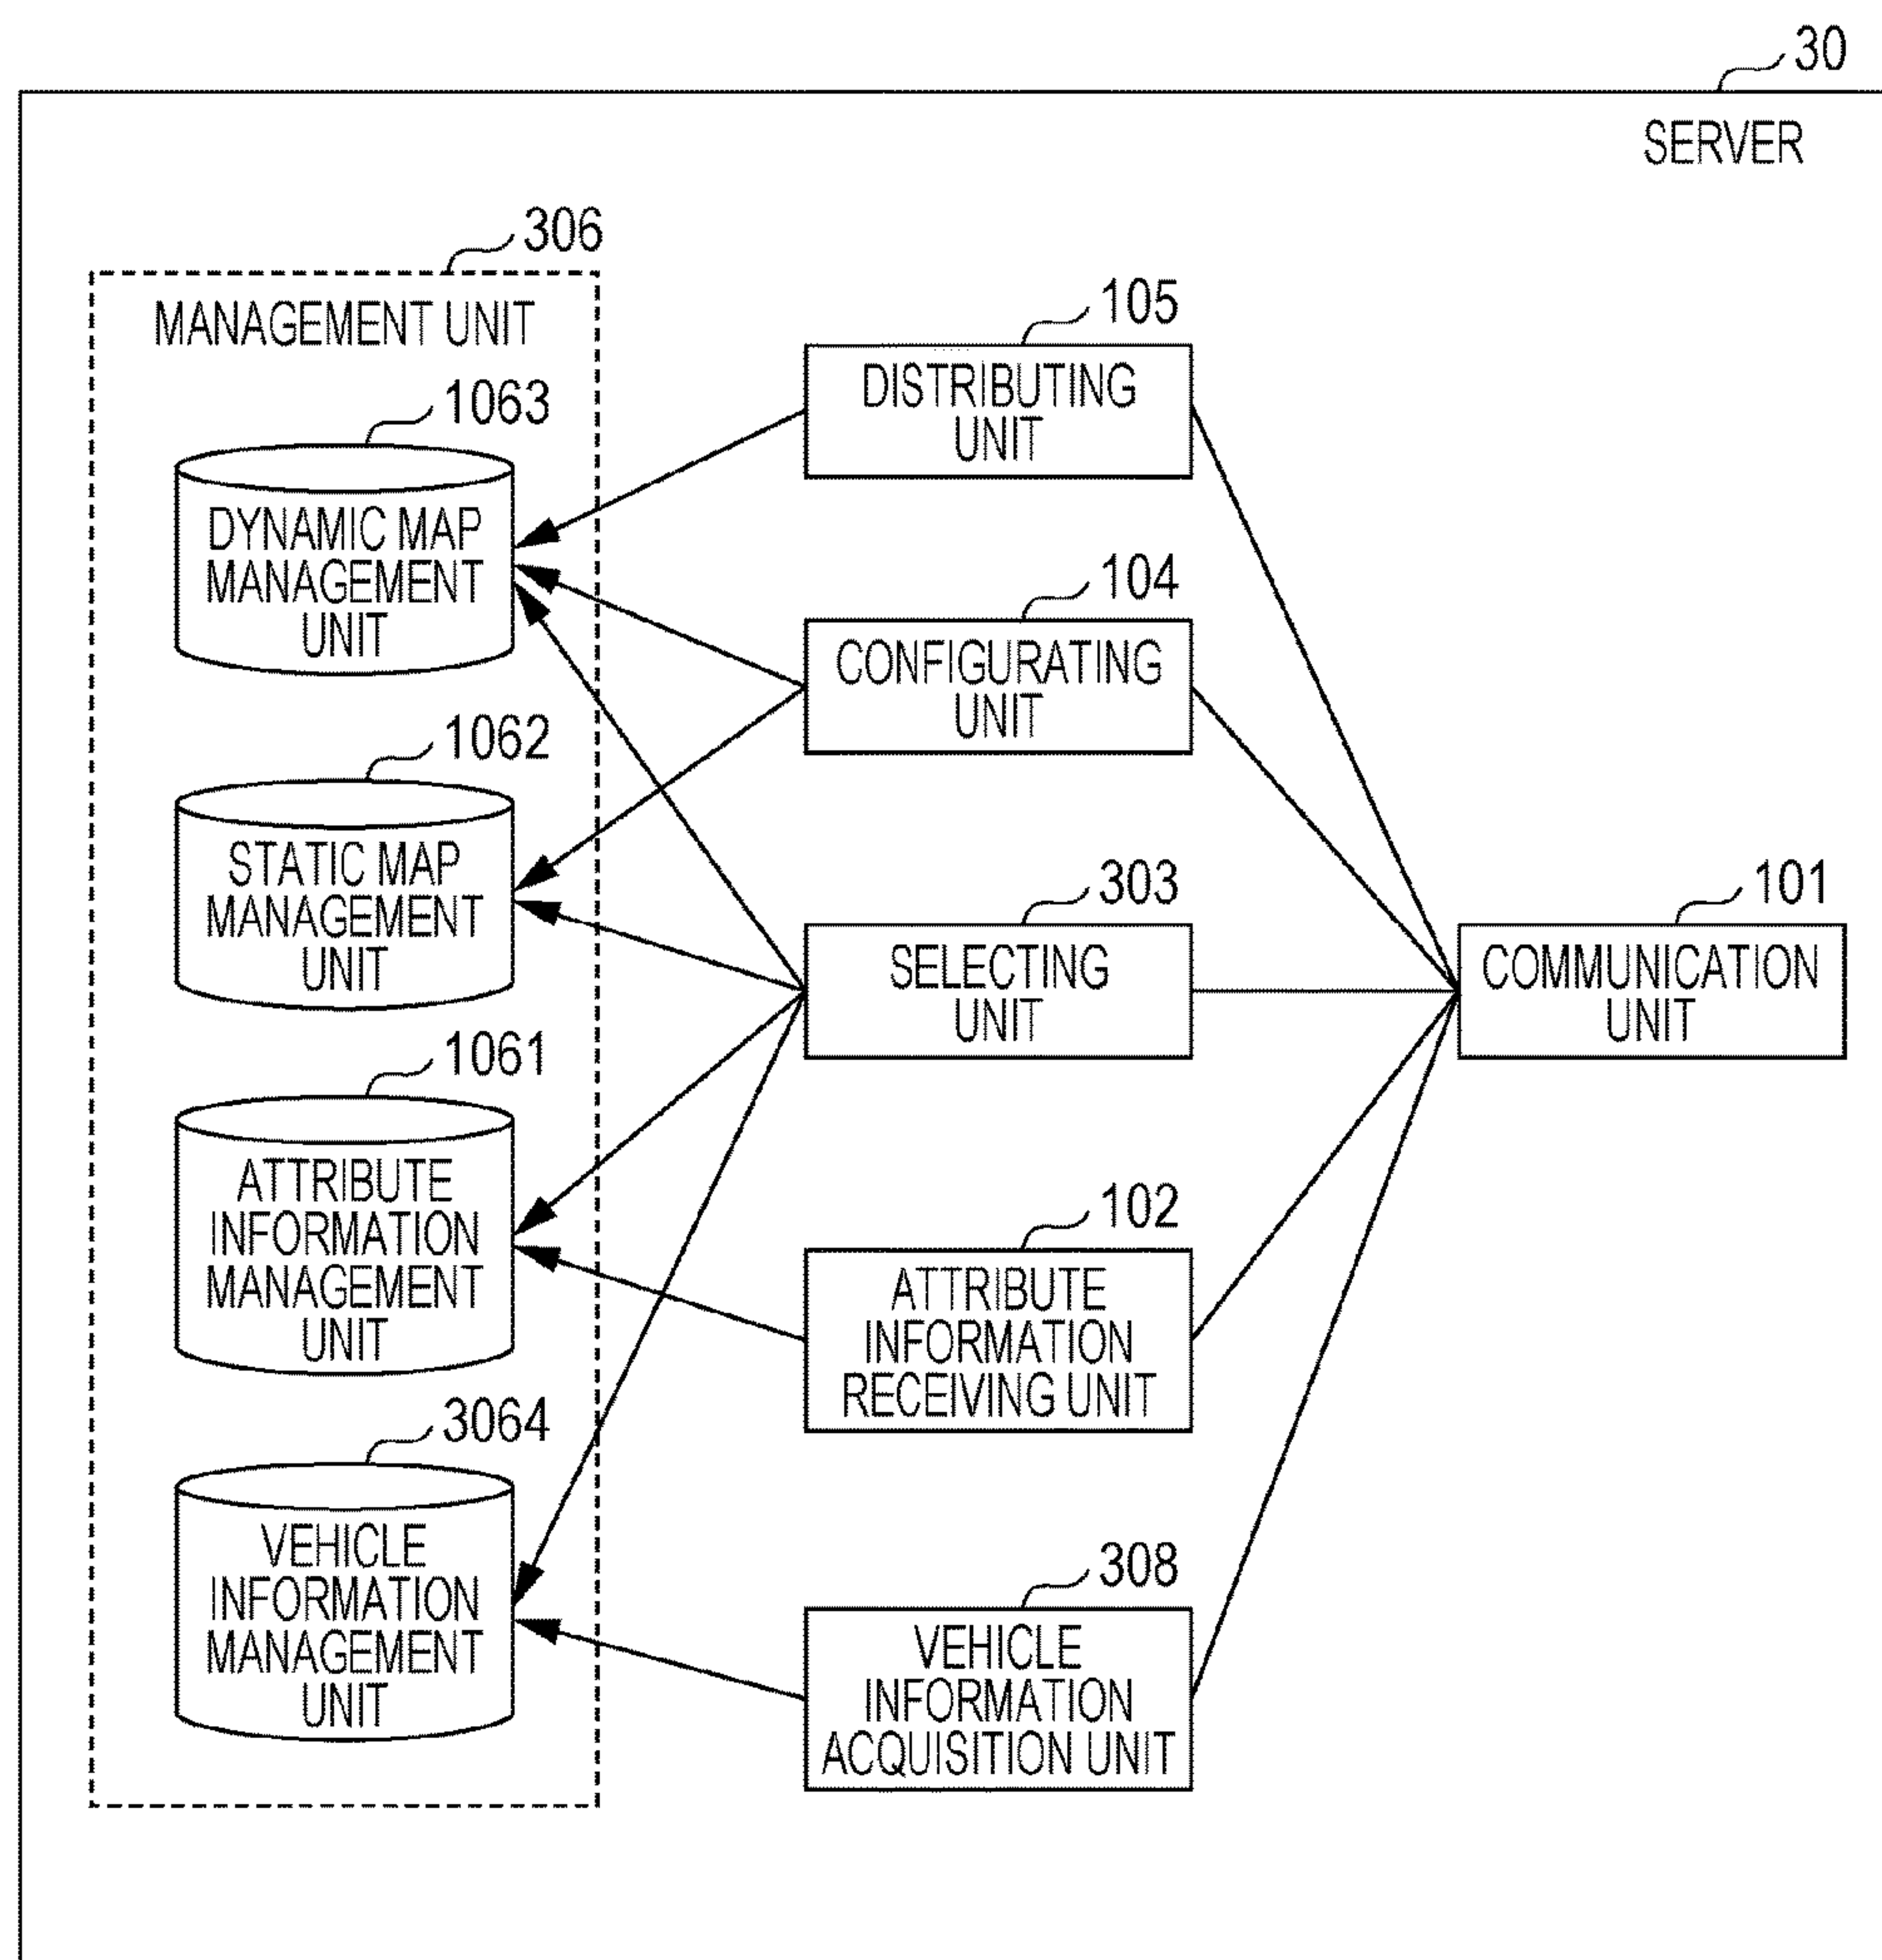 30
SERVER
306
MANAGEMENT UNIT
1063
DYNAMIC MAP
MANAGEMENT
UNIT
1062
STATIC MAP
MANAGEMENT
UNIT
1061
ATTRIBUTE
INFORMATION
MANAGEMENT
UNIT
3064
VEHICLE
INFORMATION
MANAGEMENT
UNIT
105
DISTRIBUTING
UNIT
104
CONFIGURATING
UNIT
303
SELECTING
UNIT
102
ATTRIBUTE
INFORMATION
RECEIVING UNIT
308
VEHICLE
INFORMATION
ACQUISITION UNIT
101
COMMUNICATION
UNIT